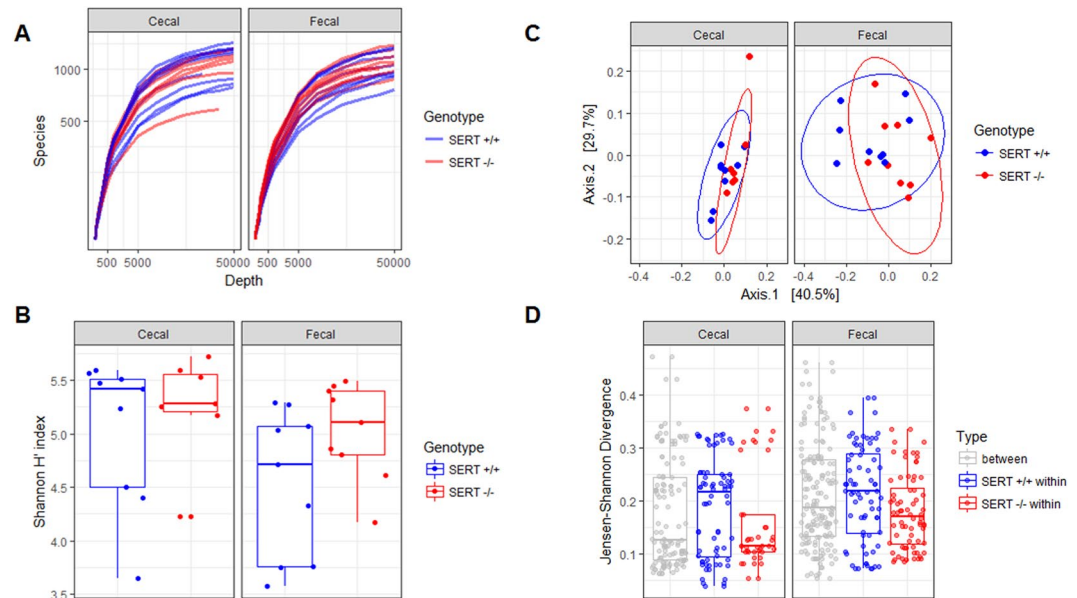 A
Cecal
Fecal
Species
1000
500
500 5000 50000
500 5000 50000
Depth
Genotype
SERT +/+
SERT -/-
B
Cecal
Fecal
Shannon H' Index
5.5
5.0
4.5
4.0
3.5
Genotype
SERT +/+
SERT -/-
C
Cecal
Fecal
Axis.2 [29.7%]
0.2
0.1
0.0
-0.1
-0.2
-0.4 -0.2 0.0 0.2
-0.4 -0.2 0.0 0.2
Axis.1 [40.5%]
Genotype
SERT +/+
SERT -/-
D
Cecal
Fecal
Jensen-Shannon Divergence
0.4
0.3
0.2
0.1
Type
between
SERT +/+ within
SERT -/- within